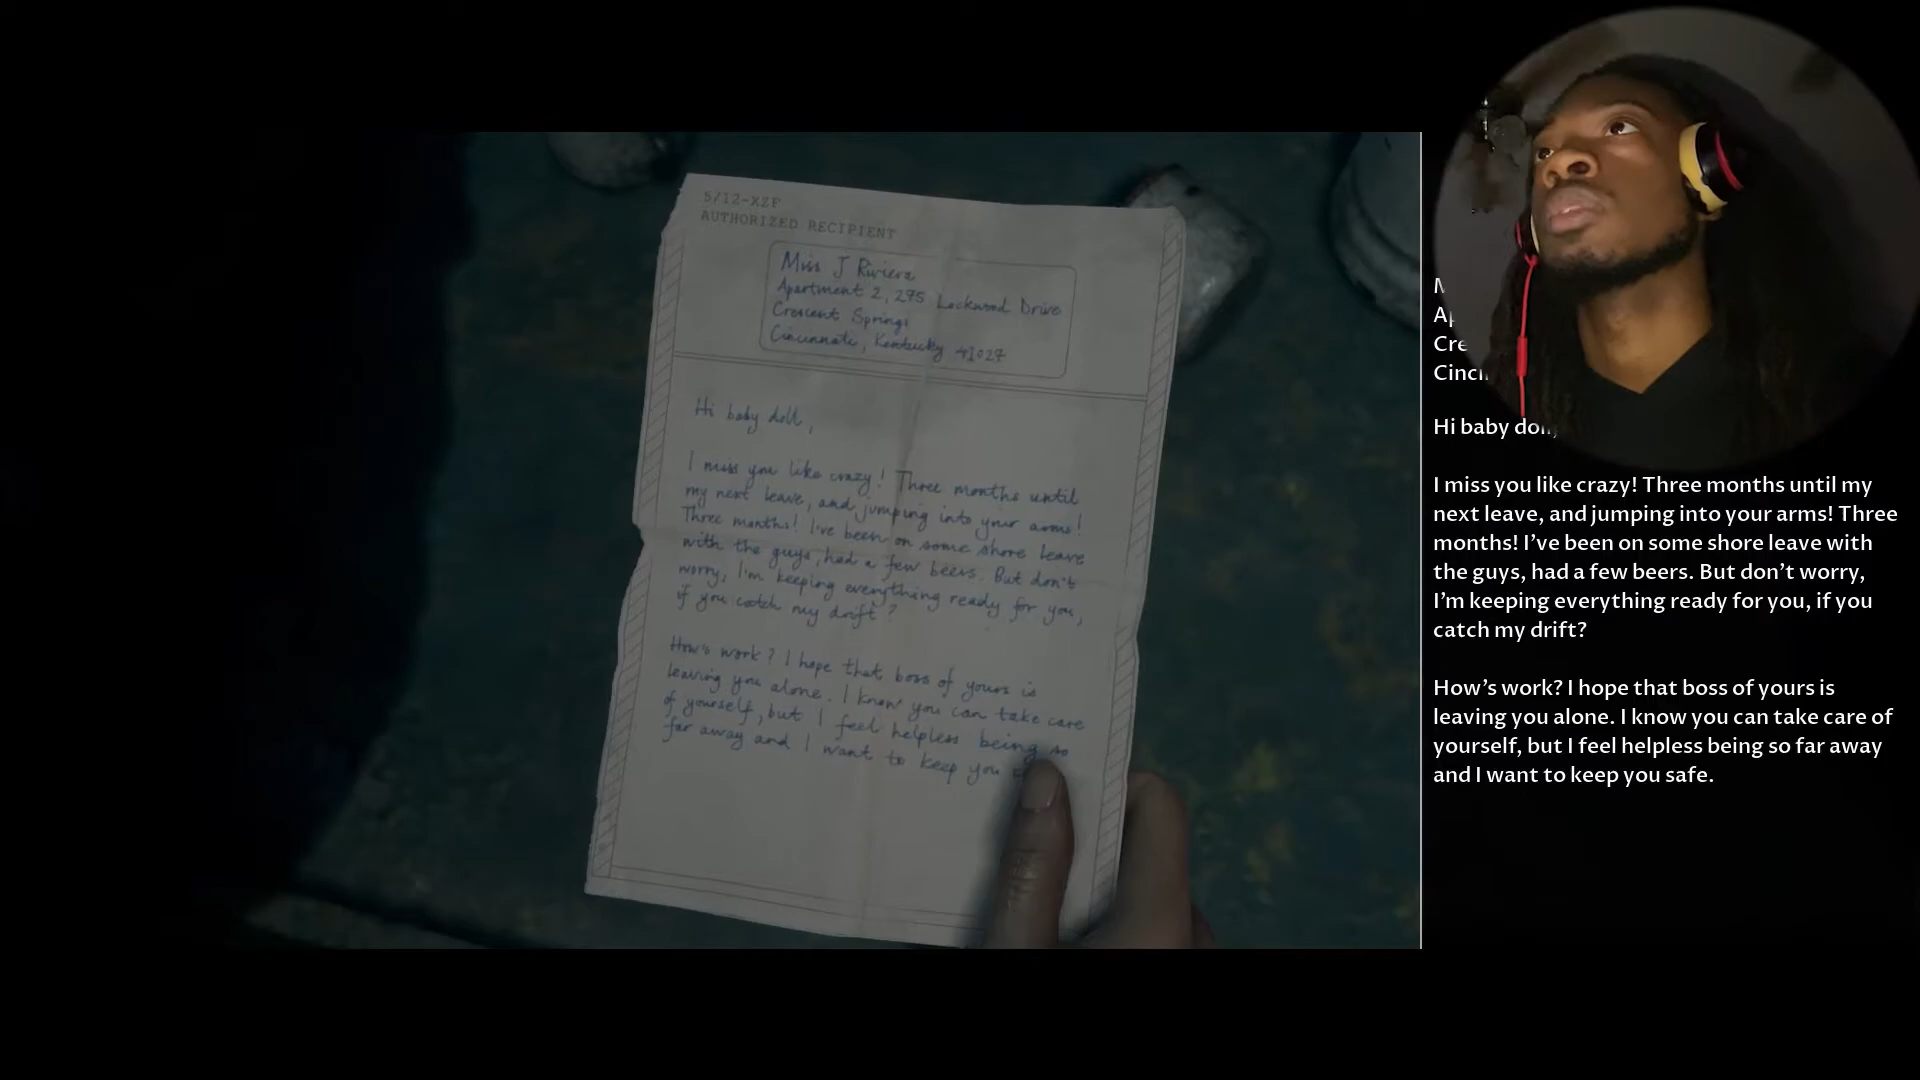 5/12-XZF
AUTHORIZED RECIPIENT
Miss J Riviera
Apartment 2, 275 Lockwood Drive
Crescent Springs
Cincinnati, Kentucky 41027
Hi baby doll,
I miss you like crazy! Three months until
my next leave, and jumping into your arms!
Three months! I've been on some shore leave
with the guys, had a few beers. But don't
worry, I'm keeping everything ready for you,
if you catch my drift?
How's work? I hope that boss of yours is
leaving you alone. I know you can take care
of yourself, but I feel helpless being so
far away and I want to keep you
Hi baby doll,
I miss you like crazy! Three months until my
next leave, and jumping into your arms! Three
months! I've been on some shore leave with
the guys, had a few beers. But don't worry,
I'm keeping everything ready for you, if you
catch my drift?
How's work? I hope that boss of yours is
leaving you alone. I know you can take care of
yourself, but I feel helpless being so far away
and I want to keep you safe.